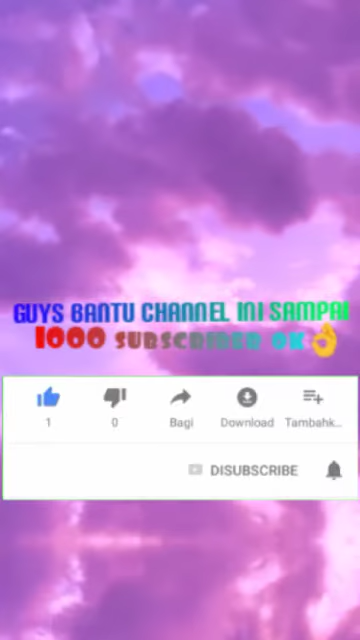 GUYS BANTU CHANNEL INI SAMPAI
1000 SUBSCRIBER OK👌
1 0 Bagi Download Tambahk...
DISUBSCRIBE